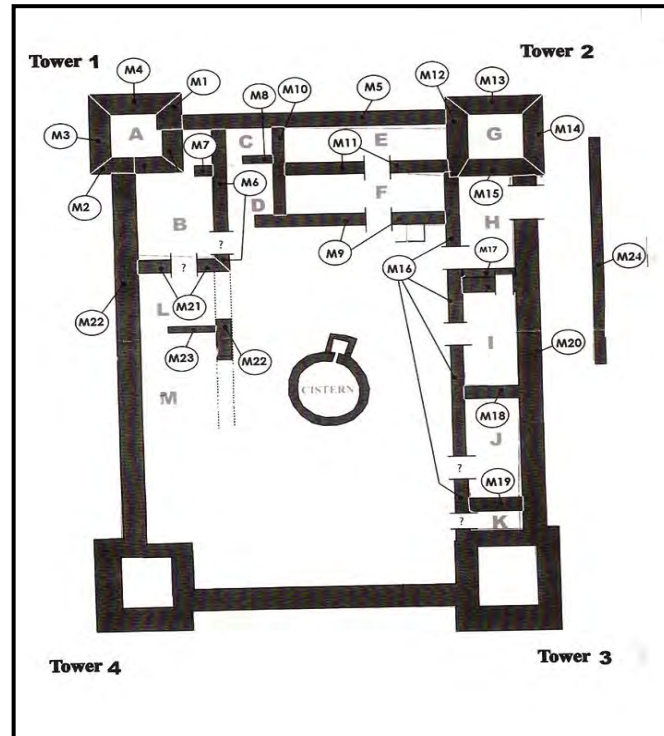 Tower 1
Tower 2
M4
M1
M12
M13
M8
M10
M5
M3
A
C
E
G
M14
M7
M11
M2
M6
F
M15
D
B
M9
H
?
M17
?
M16
M24
M21
L
M22
I
M20
M23
M22
CISTERN
M
M18
J
?
M19
?
K
Tower 4
Tower 3